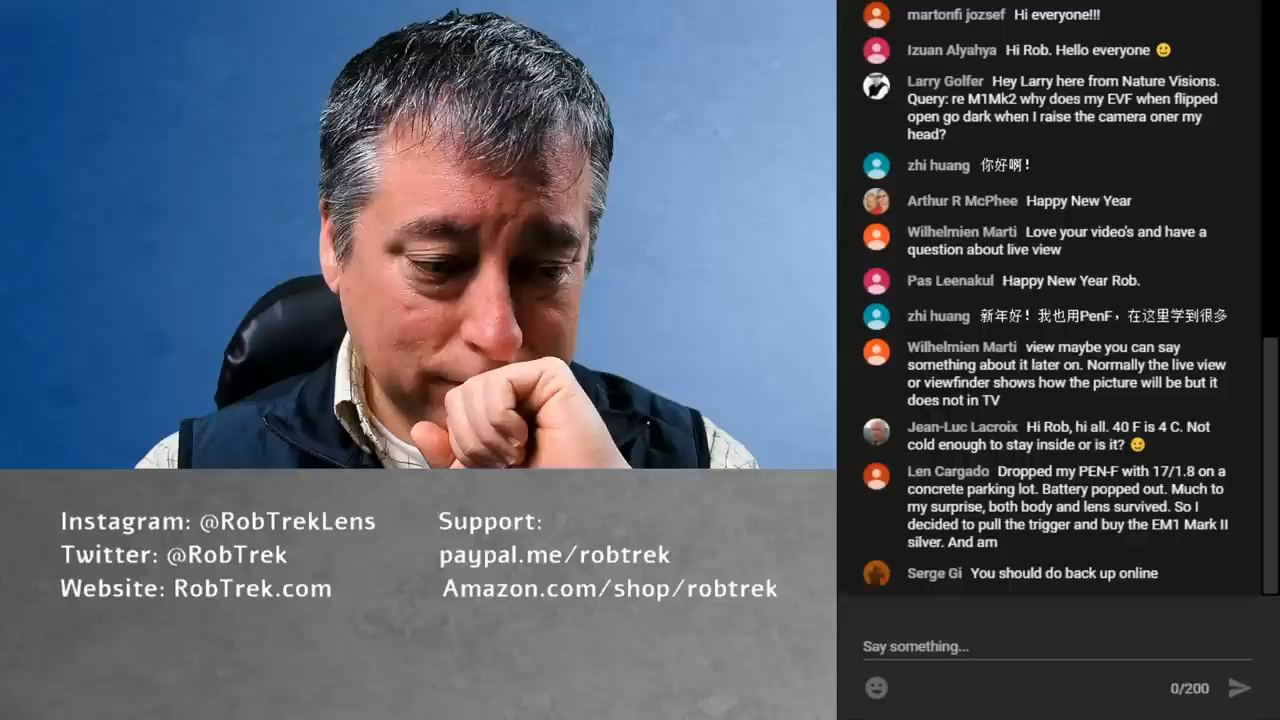 martonfi jozsef Hi everyone!!!
Izuan Alyahya Hi Rob. Hello everyone 🙂
Larry Golfer Hey Larry here from Nature Visions.
Query: re M1Mk2 why does my EVF when flipped
open go dark when I raise the camera oner my
head?
zhi huang 你好啊！
Arthur R McPhee Happy New Year
Wilhelmien Marti Love your video's and have a
question about live view
Pas Leenakul Happy New Year Rob.
zhi huang 新年好！我也用PenF，在这里学到很多
Wilhelmien Marti view maybe you can say
something about it later on. Normally the live view
or viewfinder shows how the picture will be but it
does not in TV
Jean-Luc Lacroix Hi Rob, hi all. 40 F is 4 C. Not
cold enough to stay inside or is it? 😉
Len Cargado Dropped my PEN-F with 17/1.8 on a
concrete parking lot. Battery popped out. Much to
my surprise, both body and lens survived. So I
decided to pull the trigger and buy the EM1 Mark II
silver. And am
Serge Gi You should do back up online
Say something...
0/200
Instagram: @RobTrekLens
Twitter: @RobTrek
Website: RobTrek.com
Support:
paypal.me/robtrek
Amazon.com/shop/robtrek